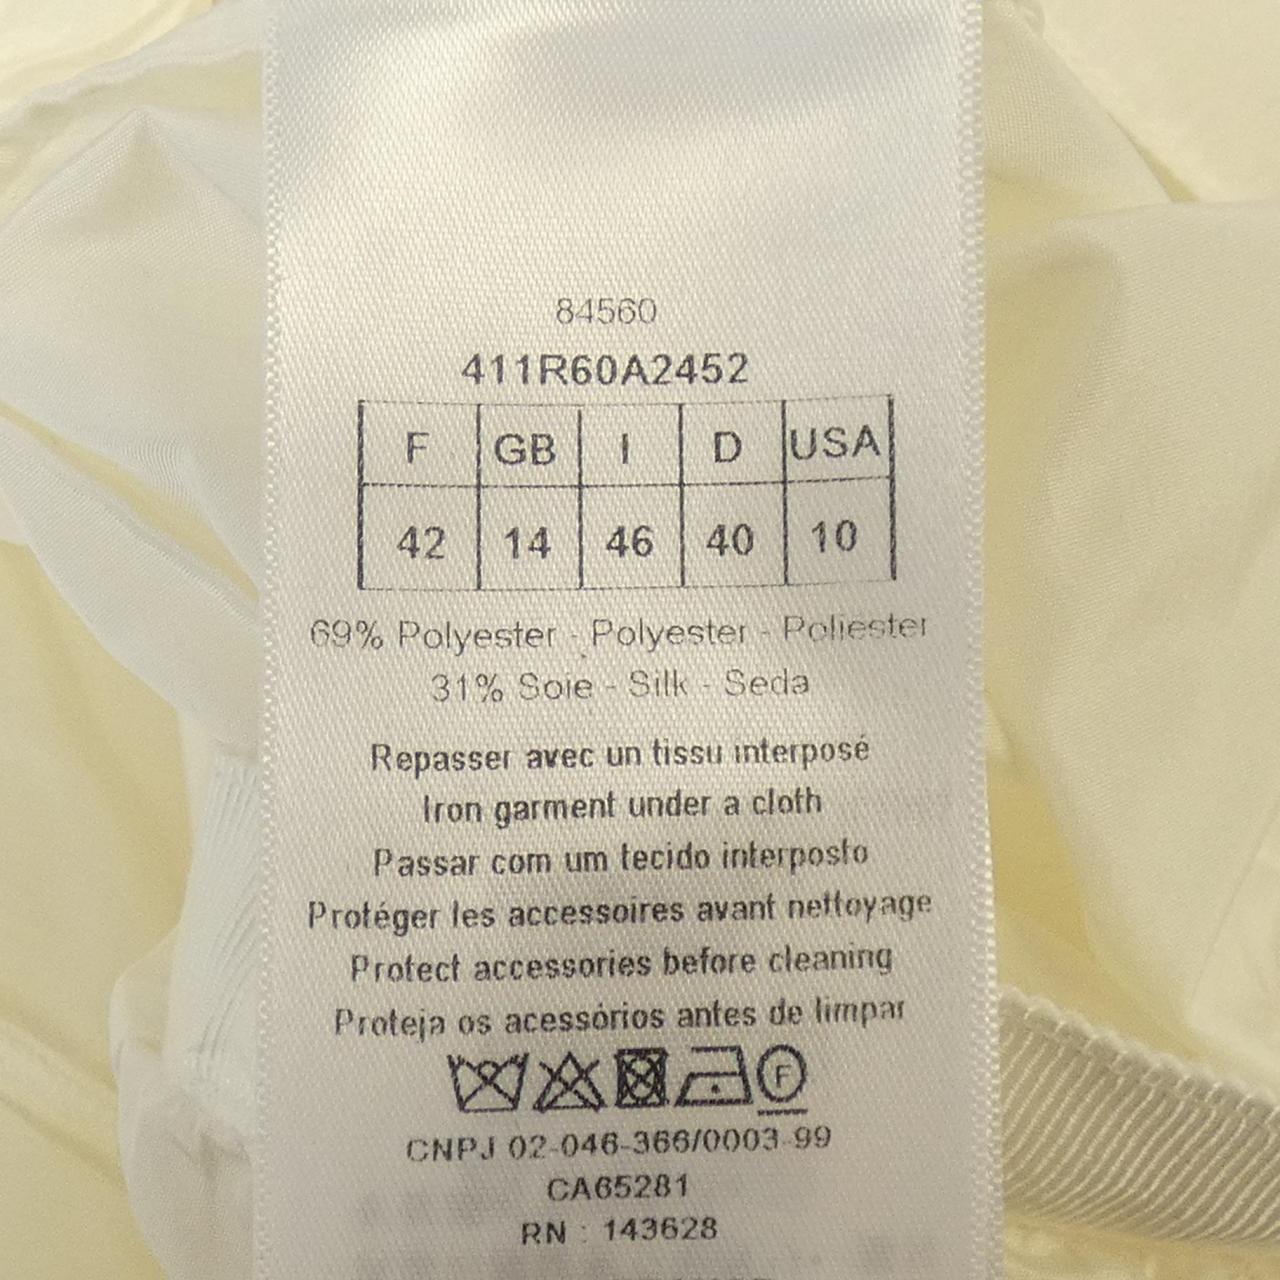 84560
411R60A2452
F GB I D USA
42 14 46 40 10
69% Polyester - Polyester - Poliester
31% Soie - Silk - Seda
Repasser avec un tissu interposé
Iron garment under a cloth
Passar com um tecido interposto
Protéger les accessoires avant nettoyage
Protect accessories before cleaning
Proteja os acessórios antes de limpar
F
CNPJ 02-046-366/0003-99
CA65281
RN : 143628